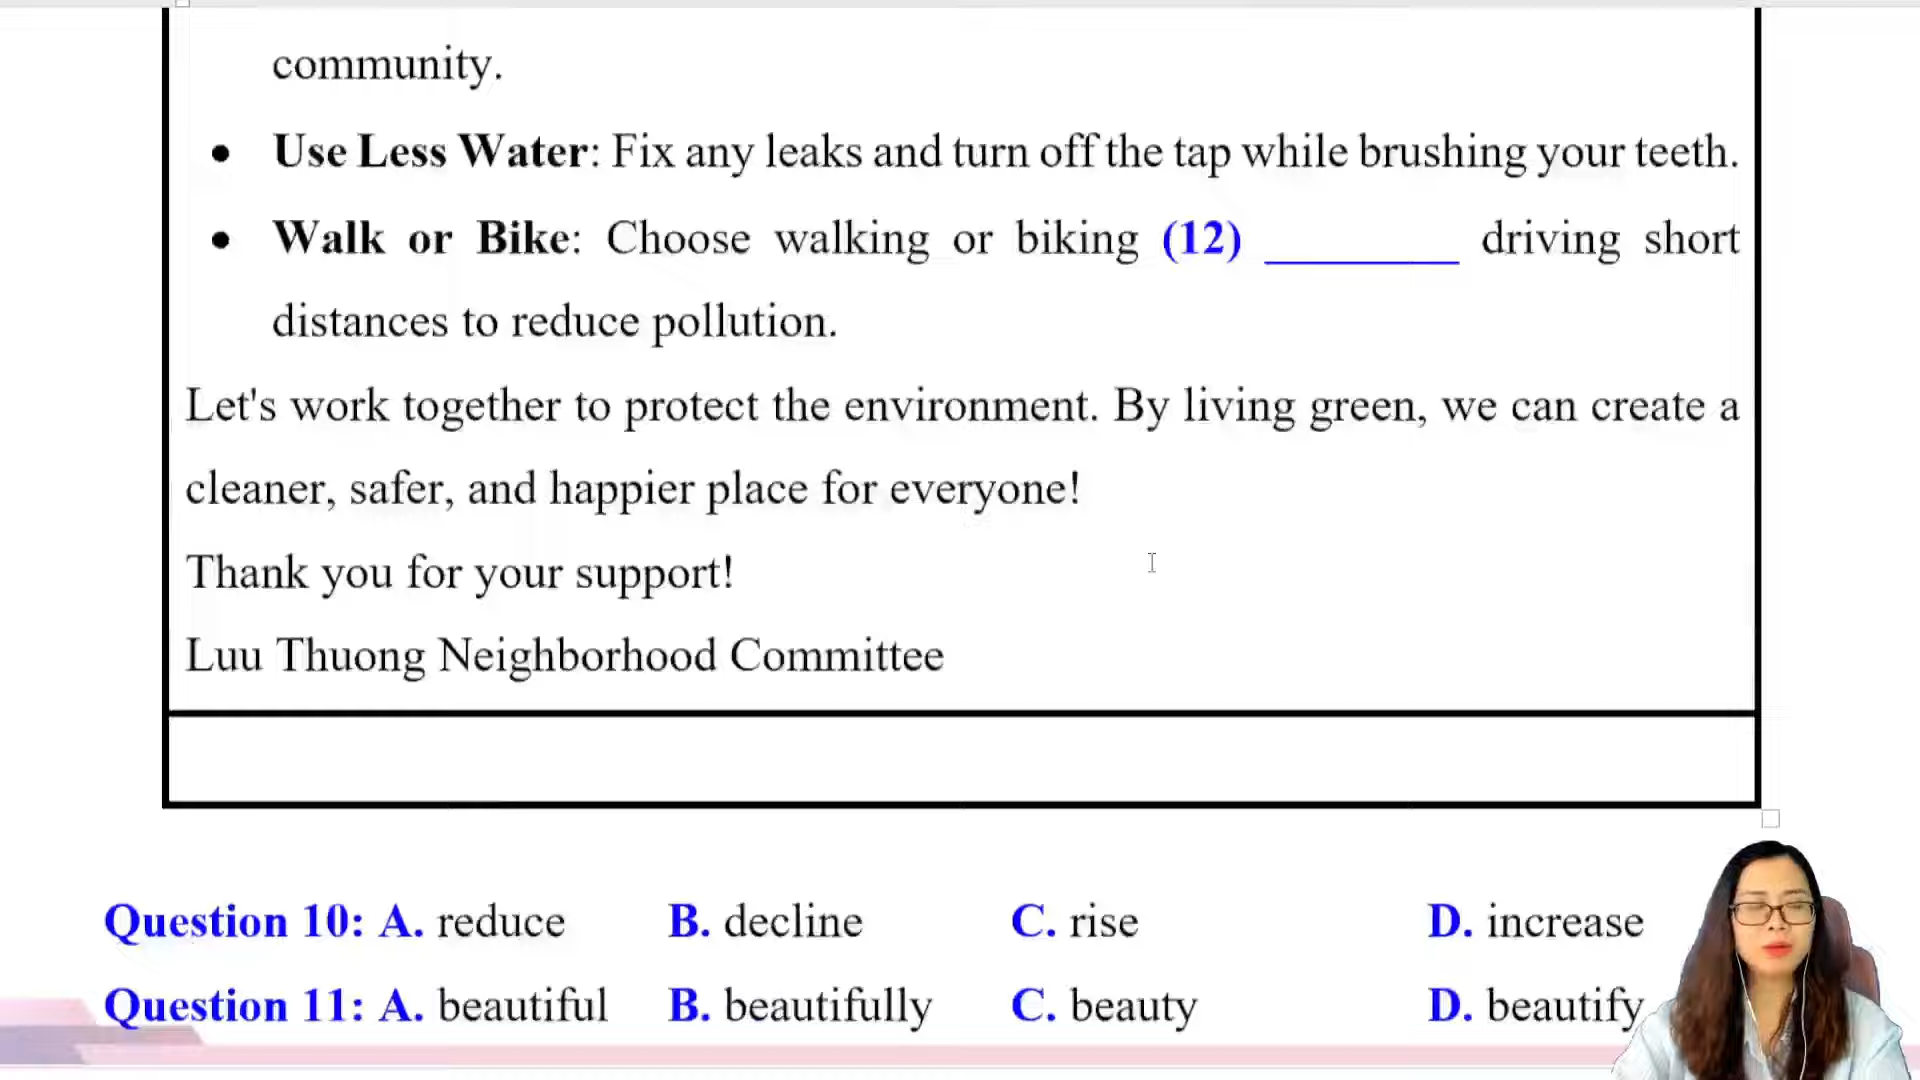 community.
• Use Less Water: Fix any leaks and turn off the tap while brushing your teeth.
• Walk or Bike: Choose walking or biking (12) ________ driving short
distances to reduce pollution.
Let's work together to protect the environment. By living green, we can create a
cleaner, safer, and happier place for everyone!
Thank you for your support!
Luu Thuong Neighborhood Committee
Question 10: A. reduce B. decline C. rise D. increase
Question 11: A. beautiful B. beautifully C. beauty D. beautify